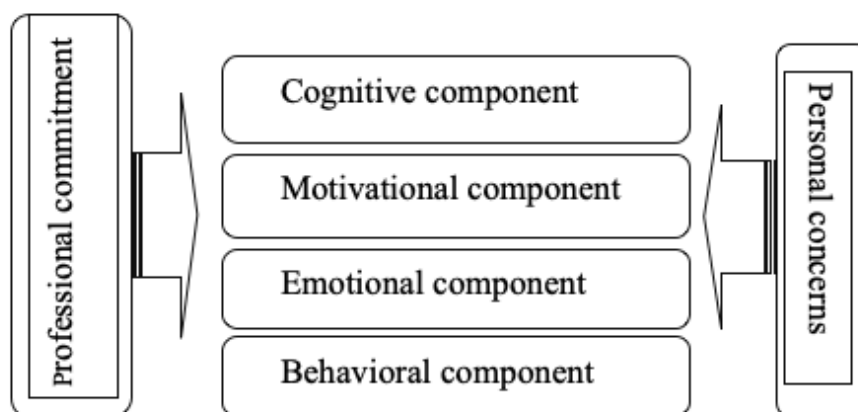 Professional commitment
Cognitive component
Motivational component
Emotional component
Behavioral component
Personal concerns